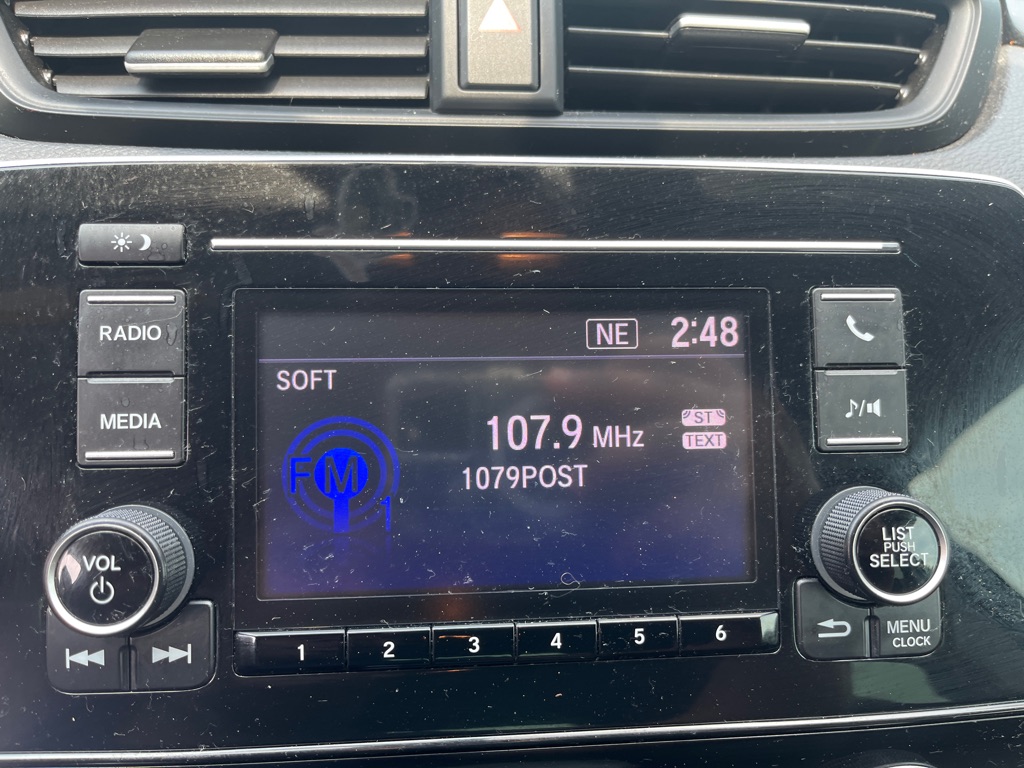 RADIO
MEDIA
NE 2:48
SOFT
107.9 MHz ST
TEXT
1079POST
FM
1
VOL
LIST
PUSH
SELECT
1 2 3 4 5 6
MENU
CLOCK